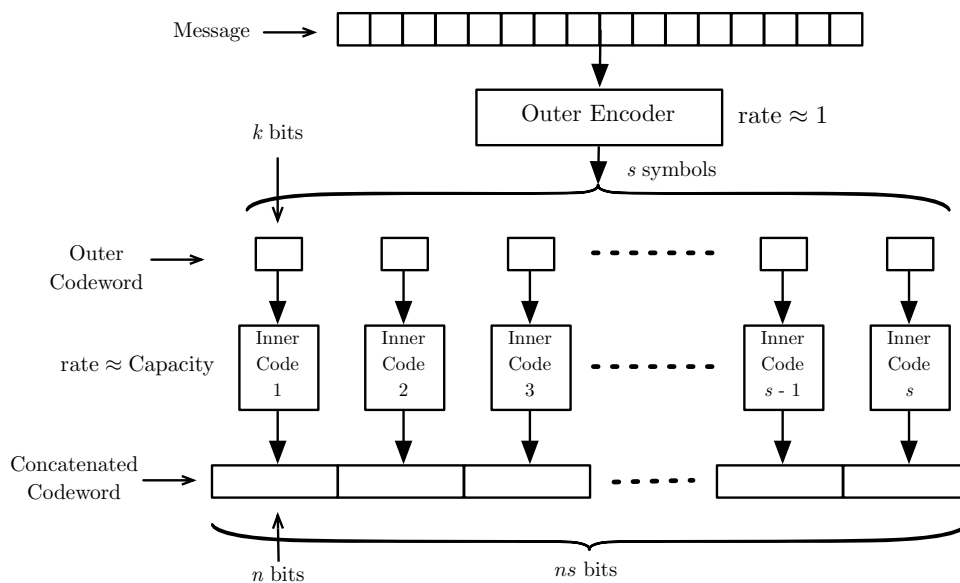 Message
Outer Encoder
rate ≈ 1
k bits
s symbols
Outer
Codeword
Inner
Code
1
Inner
Code
2
Inner
Code
3
Inner
Code
s - 1
Inner
Code
s
rate ≈ Capacity
Concatenated
Codeword
n bits
ns bits